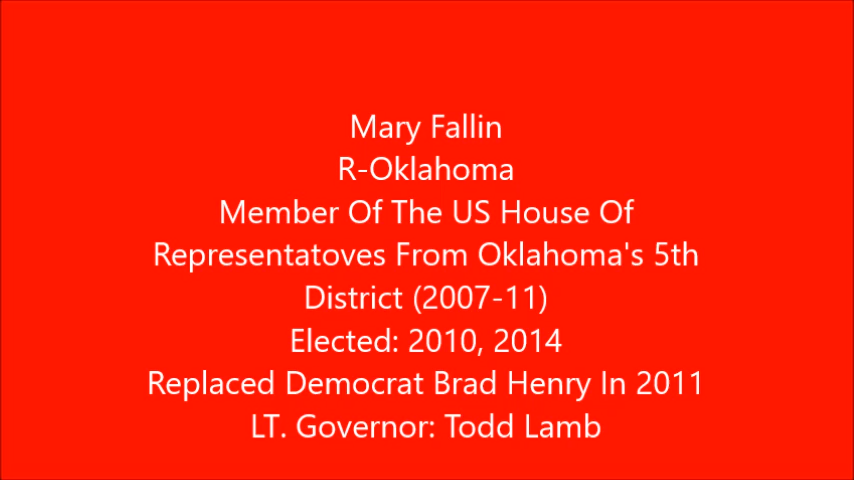 Mary Fallin
R-Oklahoma
Member Of The US House Of
Representatoves From Oklahoma's 5th
District (2007-11)
Elected: 2010, 2014
Replaced Democrat Brad Henry In 2011
LT. Governor: Todd Lamb